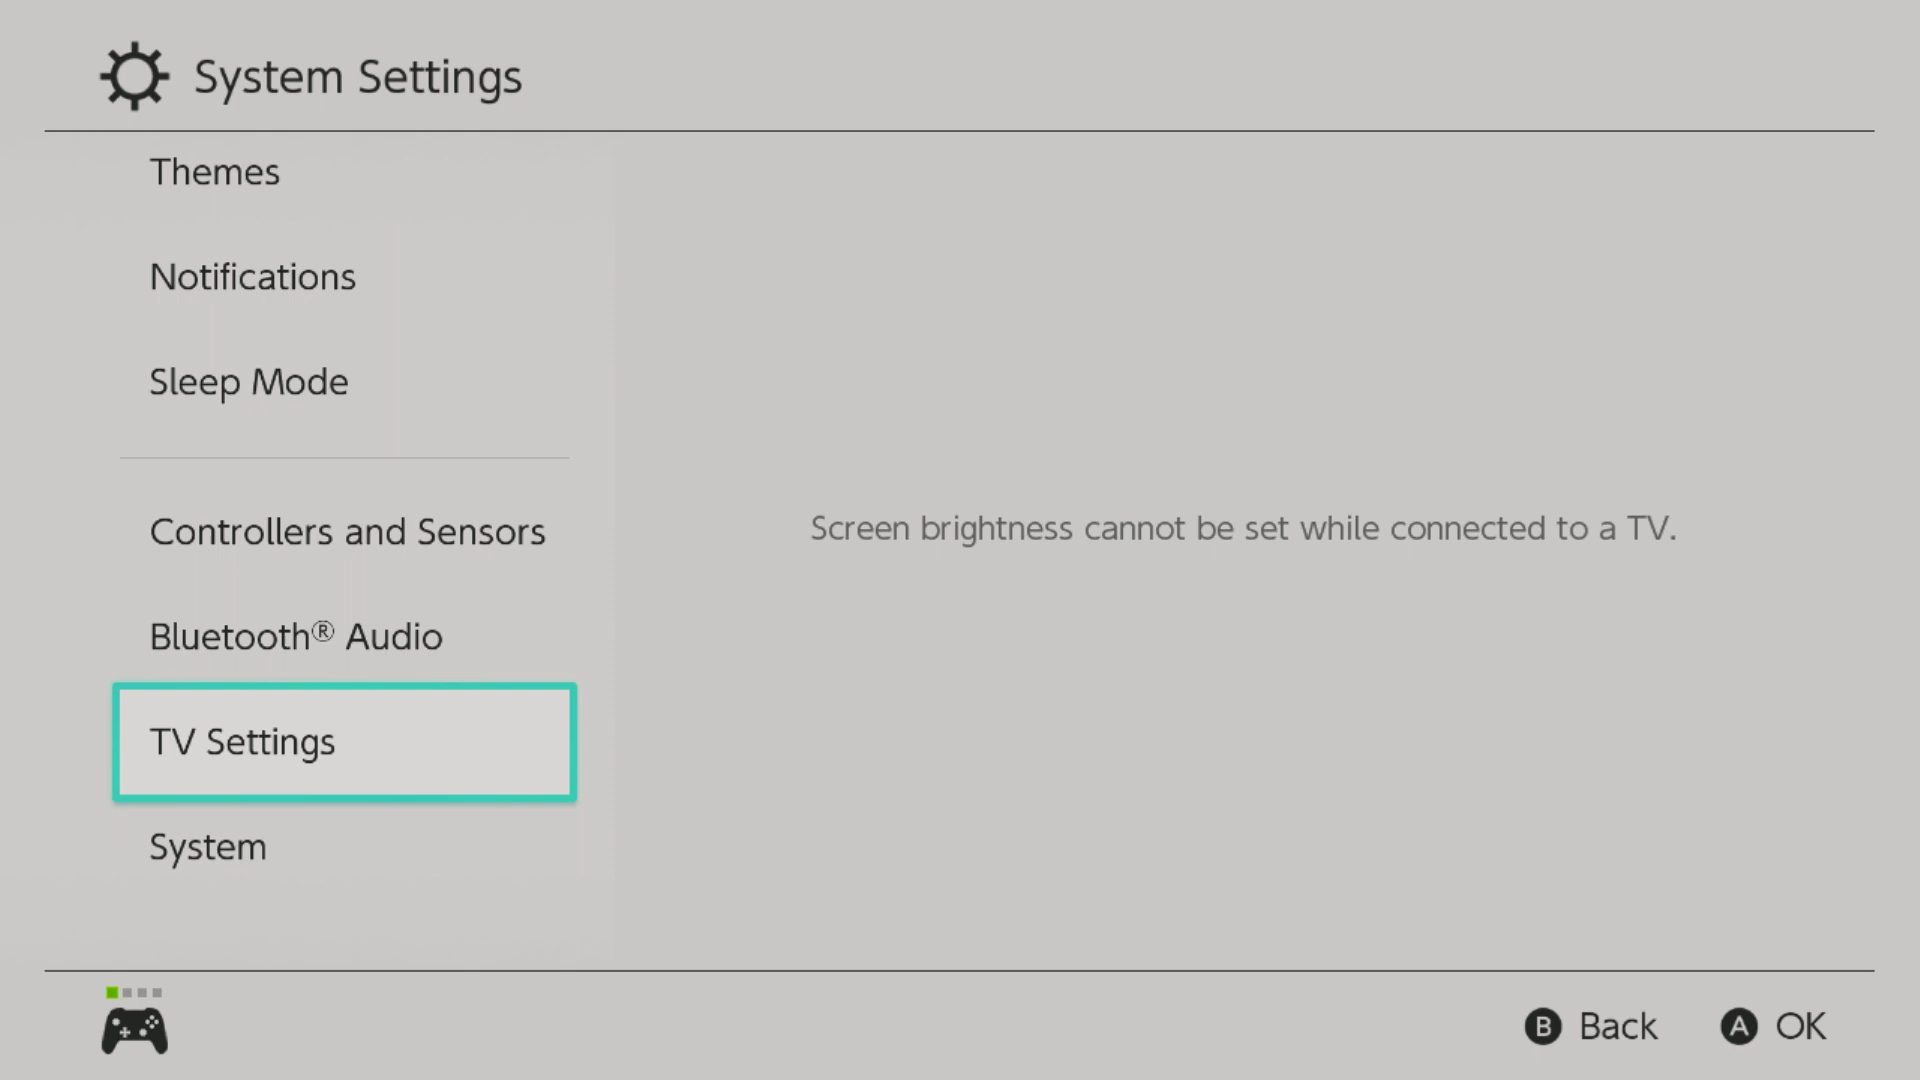 System Settings
Themes
Notifications
Sleep Mode
Controllers and Sensors
Bluetooth® Audio
TV Settings
System
Screen brightness cannot be set while connected to a TV.
B Back A OK